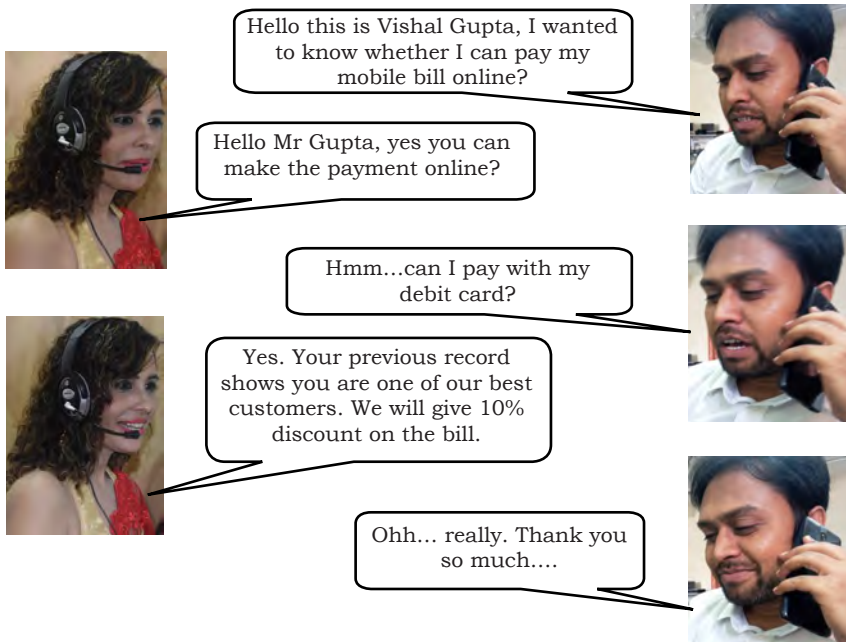 Hello this is Vishal Gupta, I wanted
to know whether I can pay my
mobile bill online?
Hello Mr Gupta, yes you can
make the payment online?
Hmm...can I pay with my
debit card?
Yes. Your previous record
shows you are one of our best
customers. We will give 10%
discount on the bill.
Ohh... really. Thank you
so much....